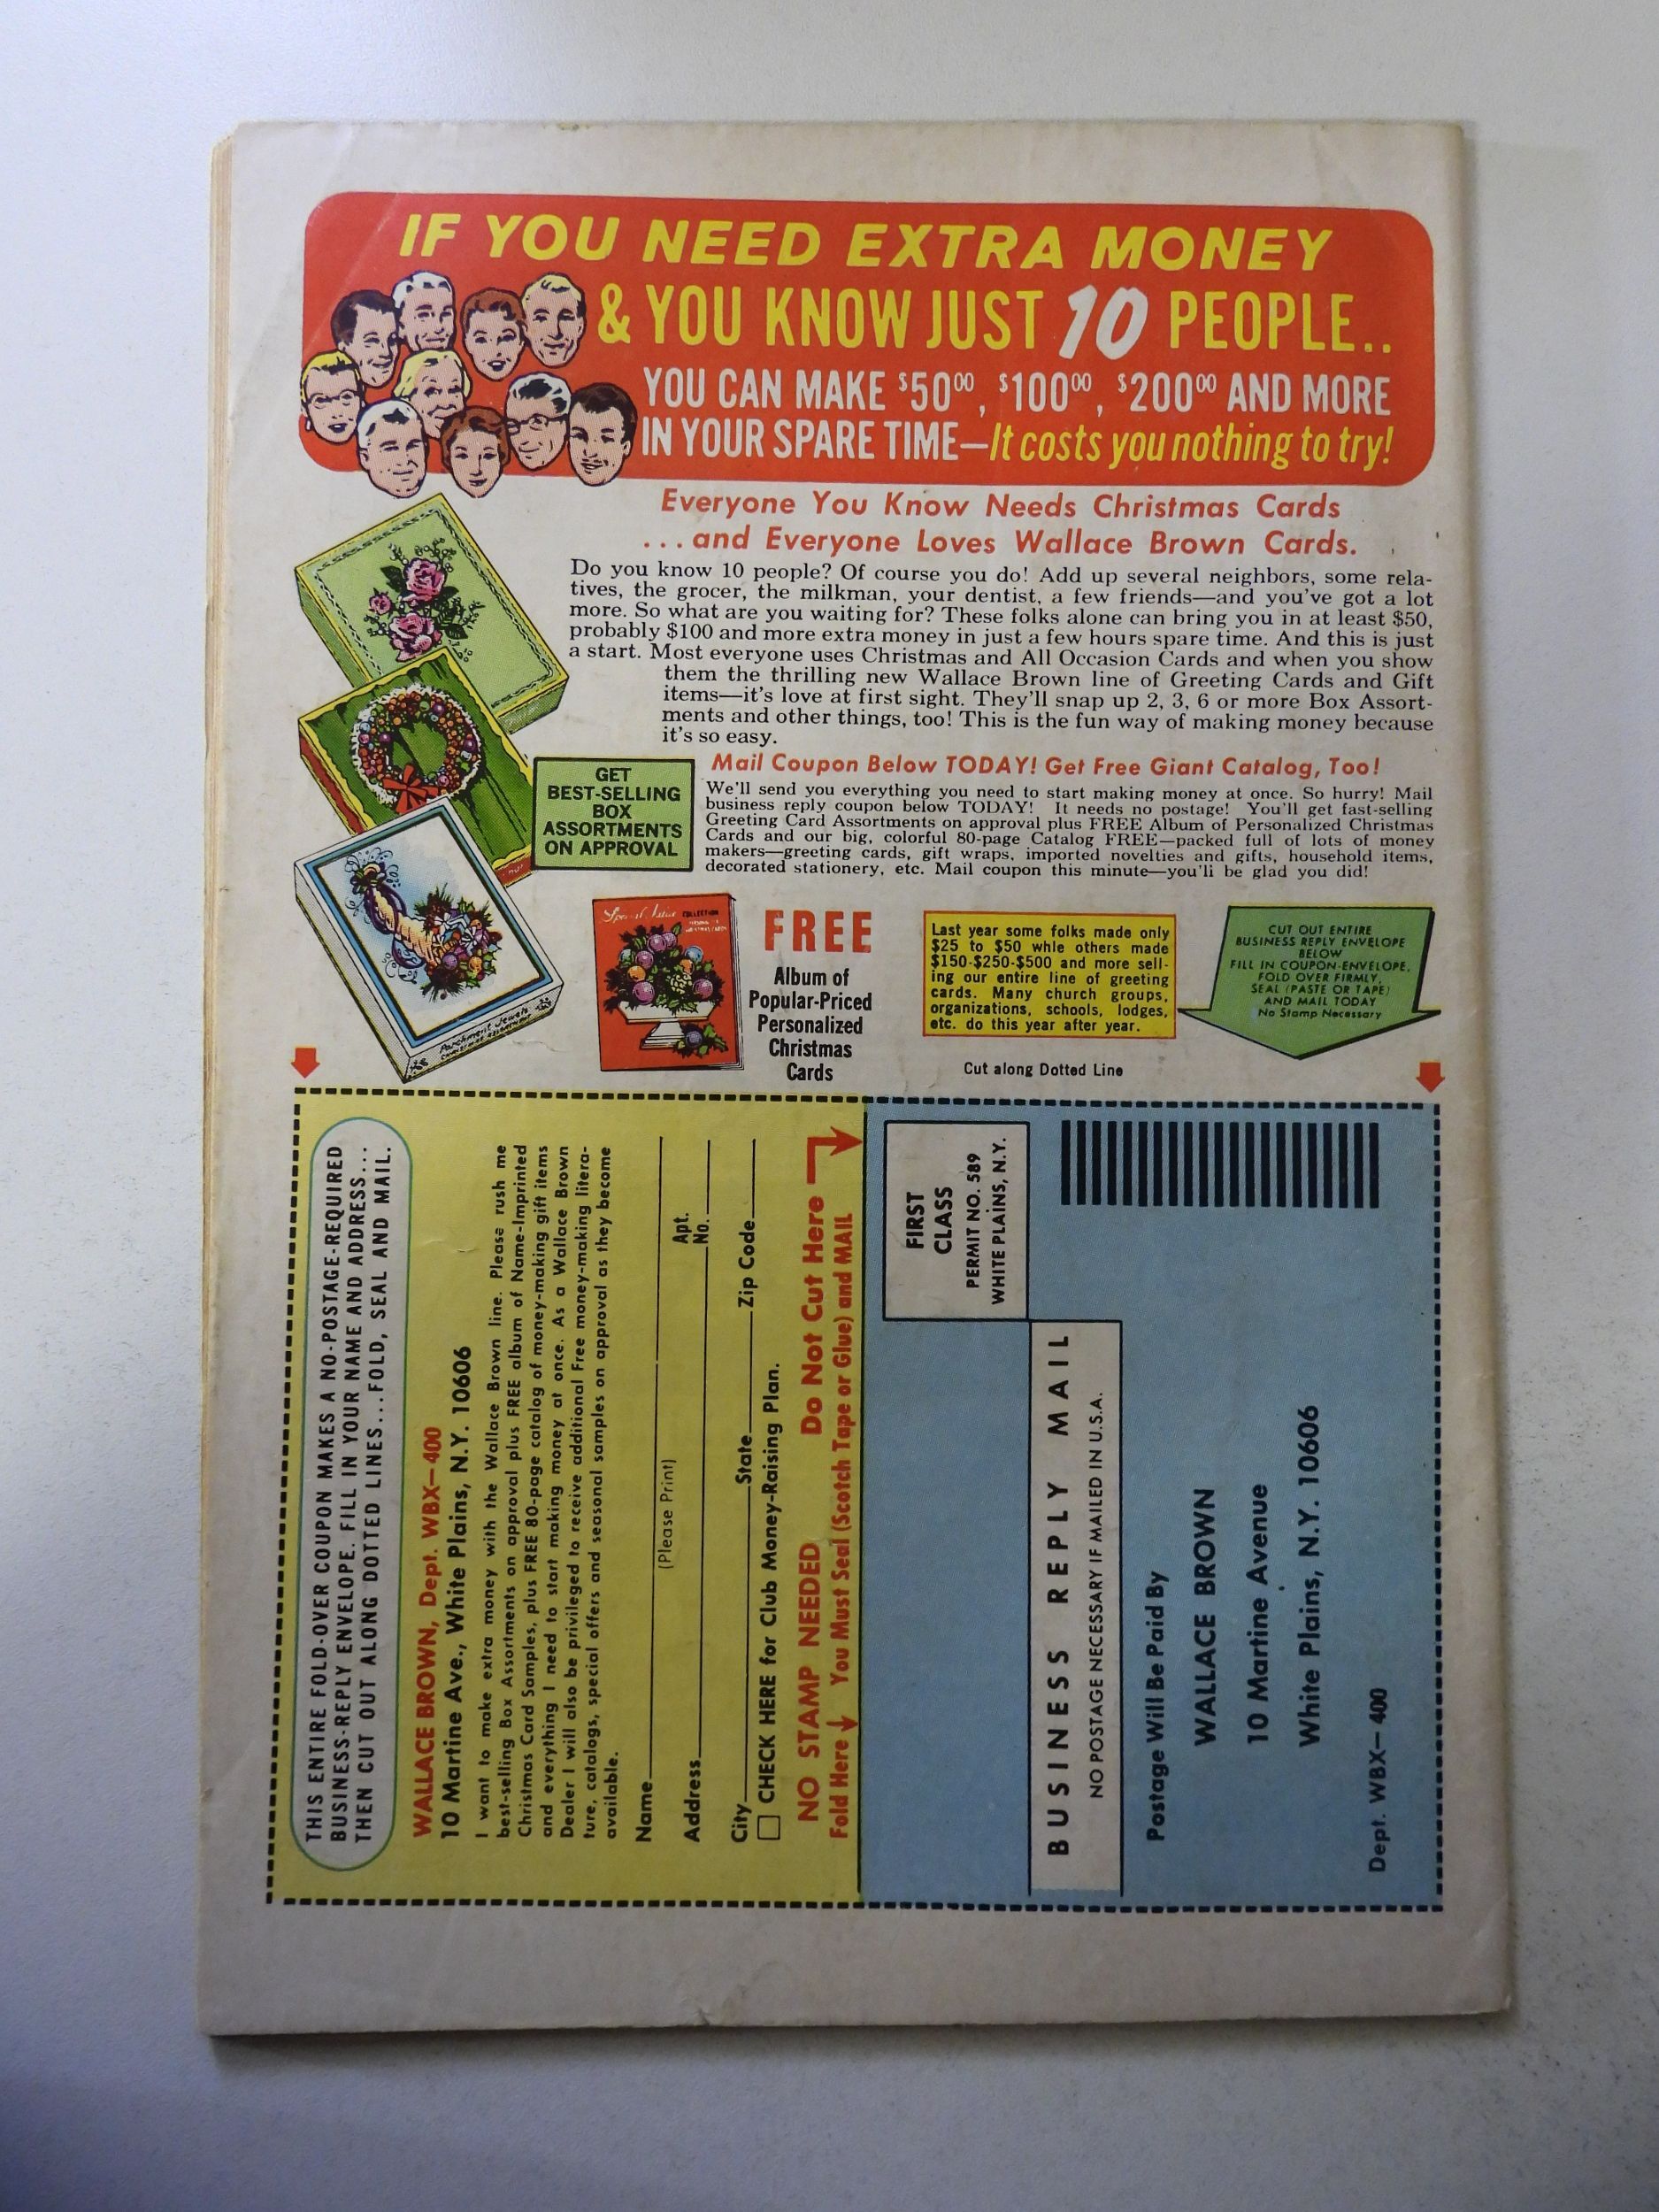 IF YOU NEED EXTRA MONEY
& YOU KNOW JUST 10 PEOPLE..
YOU CAN MAKE $50⁰⁰, $100⁰⁰, $200⁰⁰ AND MORE
IN YOUR SPARE TIME—It costs you nothing to try!
Everyone You Know Needs Christmas Cards
...and Everyone Loves Wallace Brown Cards.
Do you know 10 people? Of course you do! Add up several neighbors, some rela-
tives, the grocer, the milkman, your dentist, a few friends—and you've got a lot
more. So what are you waiting for? These folks alone can bring you in at least $50,
probably $100 and more extra money in just a few hours spare time. And this is just
a start. Most everyone uses Christmas and All Occasion Cards and when you show
them the thrilling new Wallace Brown line of Greeting Cards and Gift
items—it's love at first sight. They'll snap up 2, 3, 6 or more Box Assort-
ments and other things, too! This is the fun way of making money because
it's so easy.
GET
BEST-SELLING
BOX
ASSORTMENTS
ON APPROVAL
Mail Coupon Below TODAY! Get Free Giant Catalog, Too!
We'll send you everything you need to start making money at once. So hurry! Mail
business reply coupon below TODAY! It needs no postage! You'll get fast-selling
Greeting Card Assortments on approval plus FREE Album of Personalized Christmas
Cards and our big, colorful 80-page Catalog FREE—packed full of lots of money
makers—greeting cards, gift wraps, imported novelties and gifts, household items,
decorated stationery, etc. Mail coupon this minute—you'll be glad you did!
Parchment Jewels
CHRISTMAS ASSORTMENT
Special Issue COLLECTION
FREE
Album of
Popular-Priced
Personalized
Christmas
Cards
Last year some folks made only
$25 to $50 whle others made
$150-$250-$500 and more sell-
ing our entire line of greeting
cards. Many church groups,
organizations, schools, lodges,
etc. do this year after year.
Cut along Dotted Line
CUT OUT ENTIRE
BUSINESS REPLY ENVELOPE
BELOW
FILL IN COUPON-ENVELOPE,
FOLD OVER FIRMLY,
SEAL (PASTE OR TAPE)
AND MAIL TODAY
No Stamp Necessary
THIS ENTIRE FOLD-OVER COUPON MAKES A NO-POSTAGE-REQUIRED
BUSINESS-REPLY ENVELOPE. FILL IN YOUR NAME AND ADDRESS...
THEN CUT OUT ALONG DOTTED LINES...FOLD, SEAL AND MAIL.
WALLACE BROWN, Dept. WBX—400
10 Martine Ave., White Plains, N.Y. 10606
I want to make extra money with the Wallace Brown line. Please rush me
best-selling Box Assortments on approval plus FREE album of Name-Imprinted
Christmas Card Samples, plus FREE 80-page catalog of money-making gift items
and everything I need to start making money at once. As a Wallace Brown
Dealer I will also be privileged to receive additional Free money-making litera-
ture, catalogs, special offers and seasonal samples on approval as they become
available.
Name
(Please Print)
Address Apt. No.
City State Zip Code
CHECK HERE for Club Money-Raising Plan.
NO STAMP NEEDED Do Not Cut Here
Fold Here You Must Seal (Scotch Tape or Glue) and MAIL
FIRST
CLASS
PERMIT NO. 589
WHITE PLAINS, N.Y.
BUSINESS REPLY MAIL
NO POSTAGE NECESSARY IF MAILED IN U.S.A.
Postage Will Be Paid By
WALLACE BROWN
10 Martine Avenue
White Plains, N.Y. 10606
Dept. WBX—400